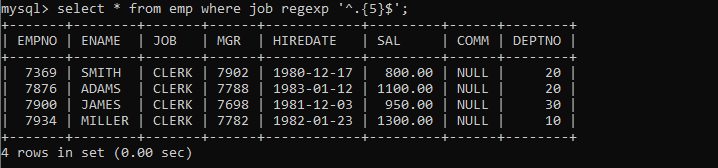 mysql> select * from emp where job regexp '^.{5}$';
+-------+--------+-------+------+------------+---------+------+--------+
| EMPNO | ENAME  | JOB   | MGR  | HIREDATE   | SAL     | COMM | DEPTNO |
+-------+--------+-------+------+------------+---------+------+--------+
|  7369 | SMITH  | CLERK | 7902 | 1980-12-17 |  800.00 | NULL |     20 |
|  7876 | ADAMS  | CLERK | 7788 | 1983-01-12 | 1100.00 | NULL |     20 |
|  7900 | JAMES  | CLERK | 7698 | 1981-12-03 |  950.00 | NULL |     30 |
|  7934 | MILLER | CLERK | 7782 | 1982-01-23 | 1300.00 | NULL |     10 |
+-------+--------+-------+------+------------+---------+------+--------+
4 rows in set (0.00 sec)